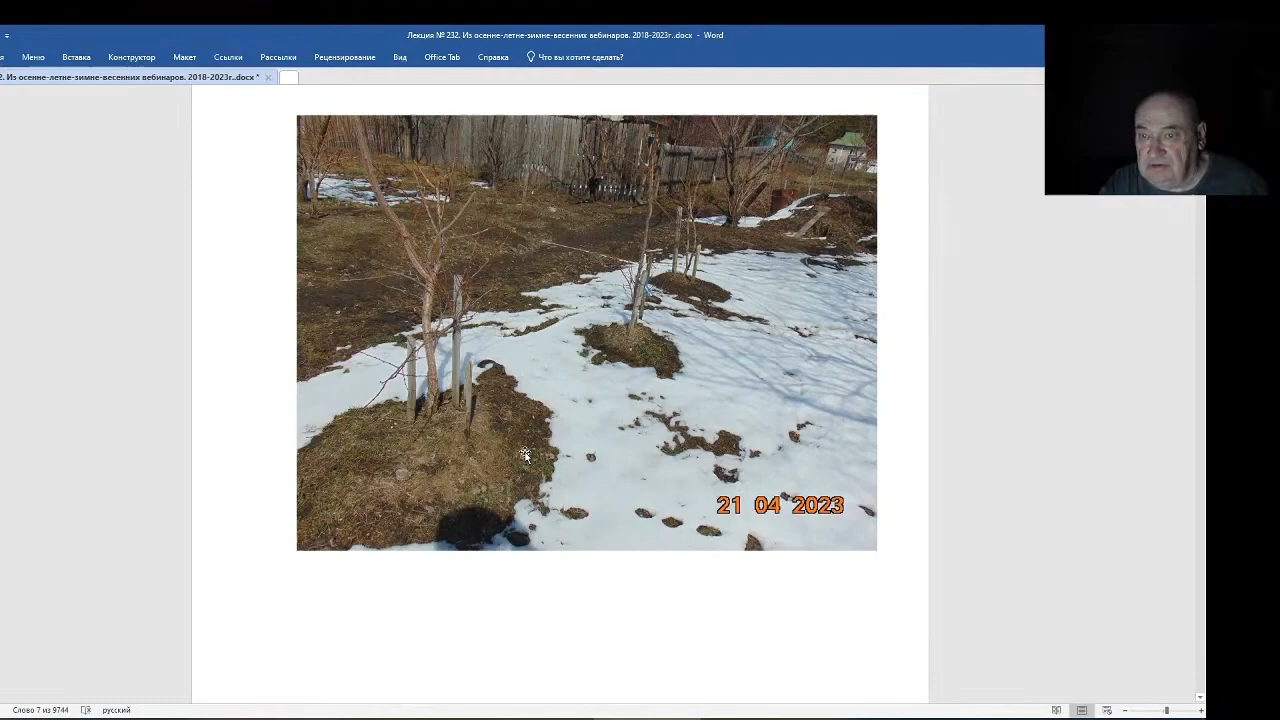 Лекция № 232. Из осенне-летне-зимне-весенних вебинаров. 2018-2023г..docx - Word
Меню Вставка Конструктор Макет Ссылки Рассылки Рецензирование Вид Office Tab Справка Что вы хотите сделать?
2. Из осенне-летне-зимне-весенних вебинаров. 2018-2023г..docx *
21 04 2023
Слово 7 из 9744 русский